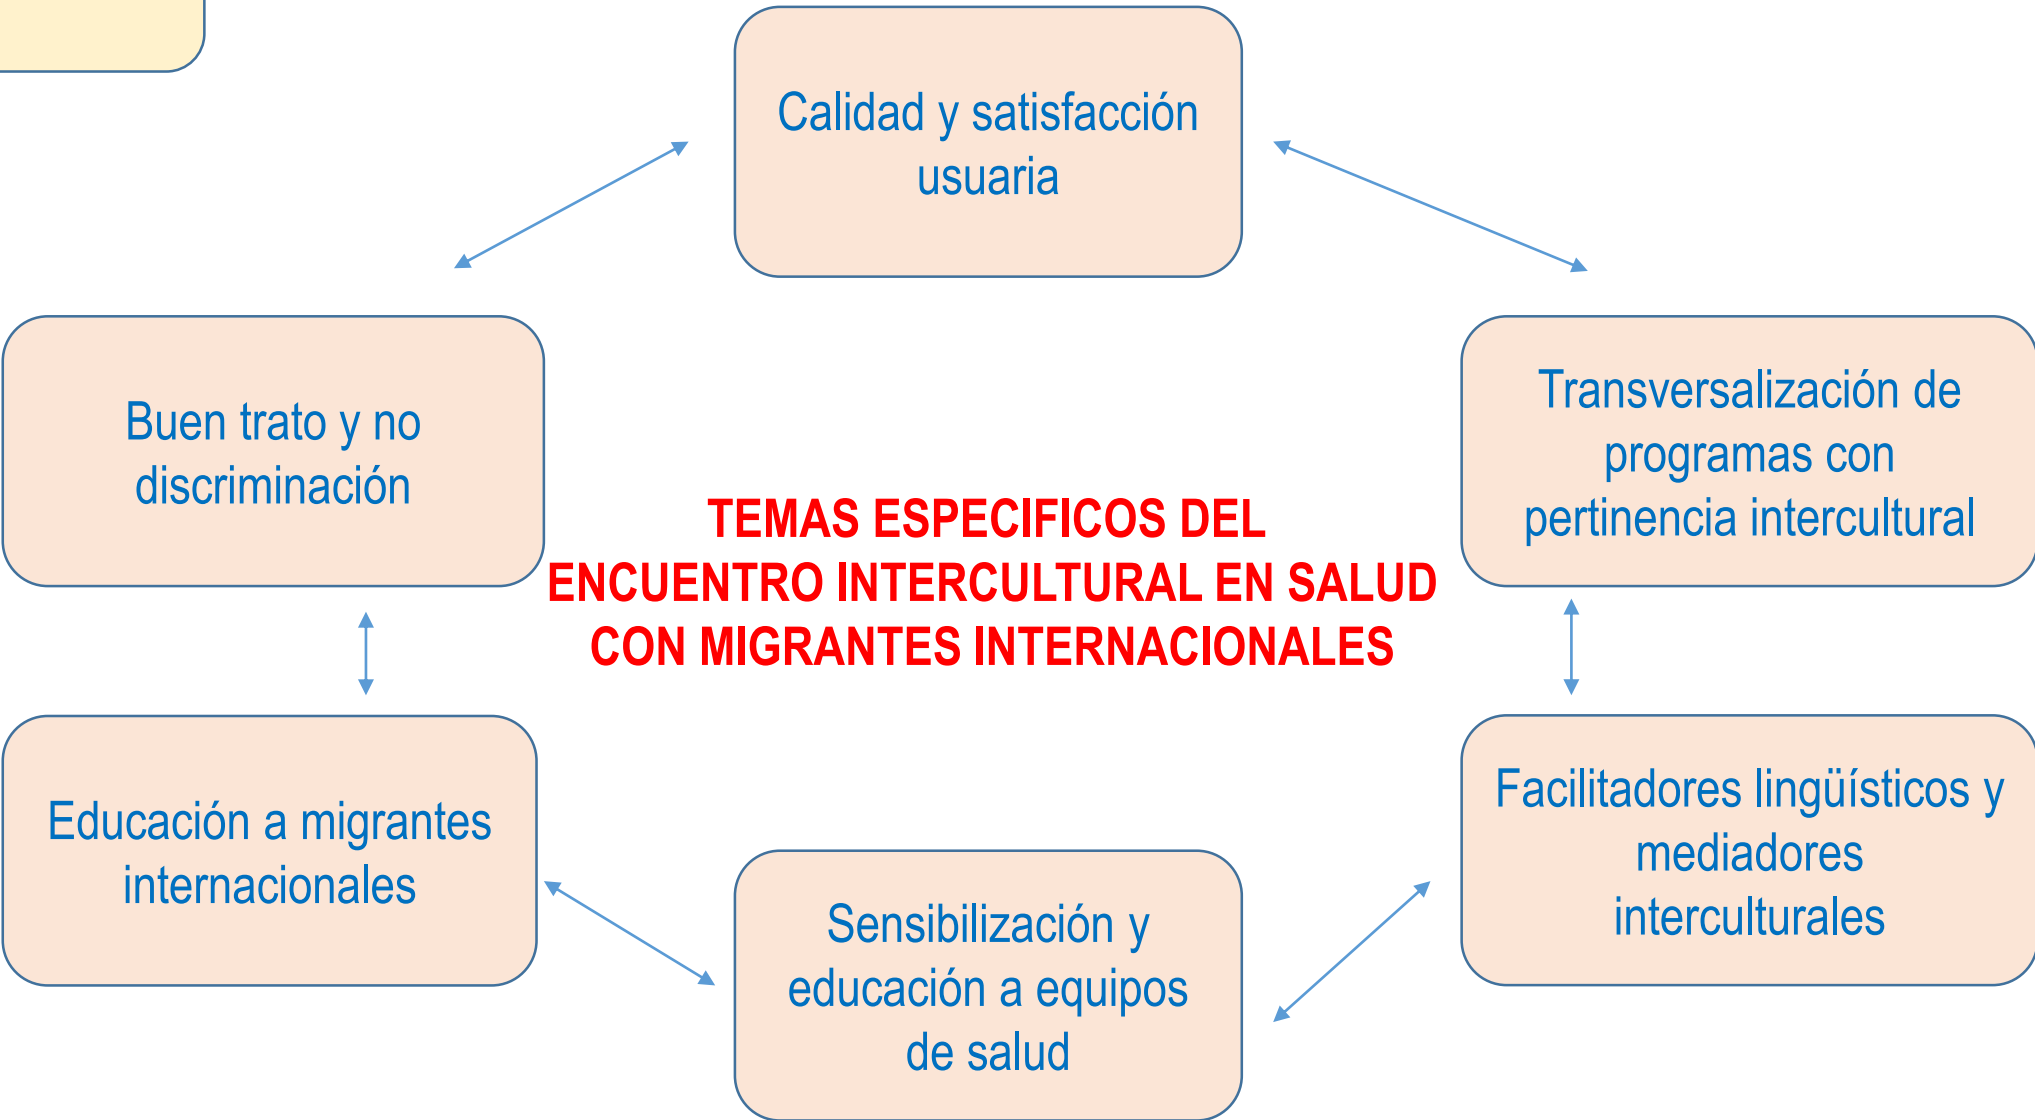 Calidad y satisfacción
usuaria
Buen trato y no
discriminación
Transversalización de
programas con
pertinencia intercultural
TEMAS ESPECIFICOS DEL
ENCUENTRO INTERCULTURAL EN SALUD
CON MIGRANTES INTERNACIONALES
Educación a migrantes
internacionales
Facilitadores lingüísticos y
mediadores
interculturales
Sensibilización y
educación a equipos
de salud